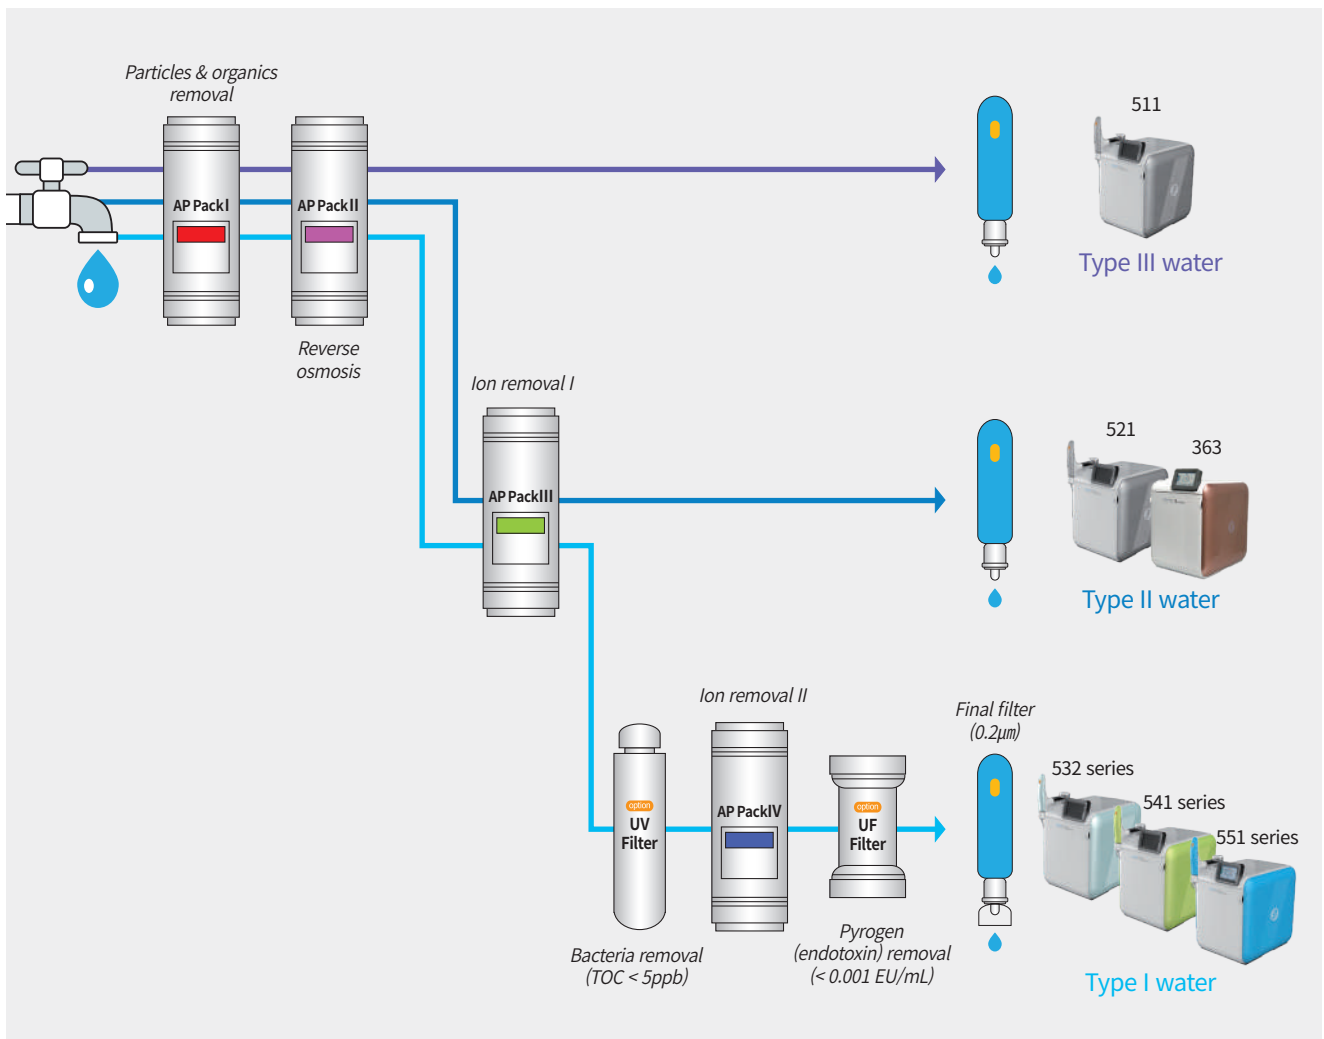 Particles & organics
removal
AP Pack I
AP Pack II
Reverse
osmosis
511
Type III water
Ion removal I
AP Pack III
521
363
Type II water
option
UV
Filter
Bacteria removal
(TOC < 5ppb)
Ion removal II
AP Pack IV
option
UF
Filter
Pyrogen
(endotoxin) removal
(< 0.001 EU/mL)
Final filter
(0.2㎛)
532 series
541 series
551 series
Type I water